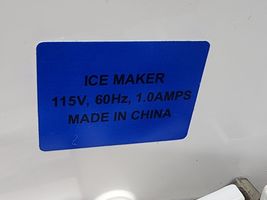 ICE MAKER
115V, 60Hz, 1.0AMPS
MADE IN CHINA